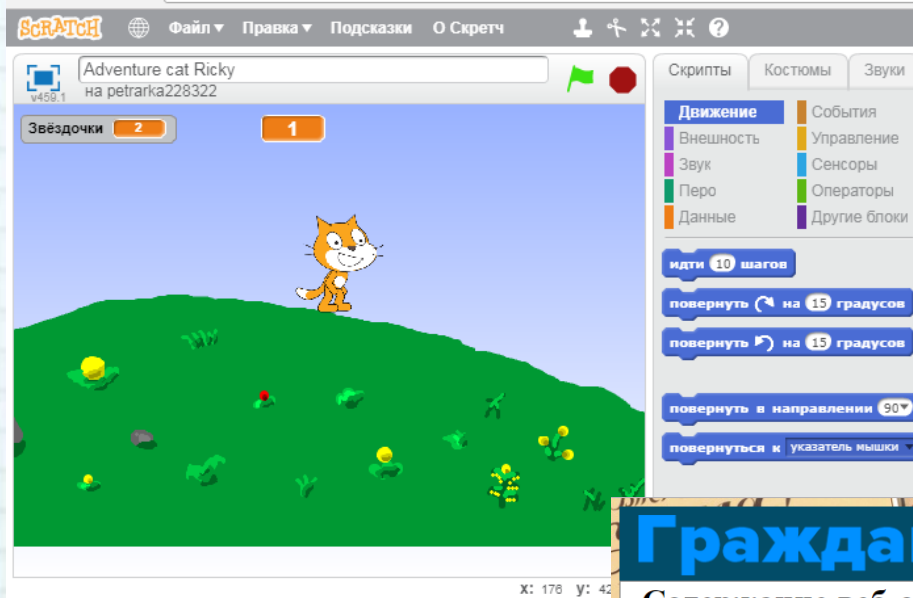 SCRATCH Файл Правка Подсказки О Скретч
Adventure cat Ricky
на petrarka228322
v459.1
Звёздочки 2
1
x: 176 y: 42
Скрипты Костюмы Звуки
Движение События
Внешность Управление
Звук Сенсоры
Перо Операторы
Данные Другие блоки
идти 10 шагов
повернуть на 15 градусов
повернуть на 15 градусов
повернуть в направлении 90
повернуться к указатель мышки
Граждан